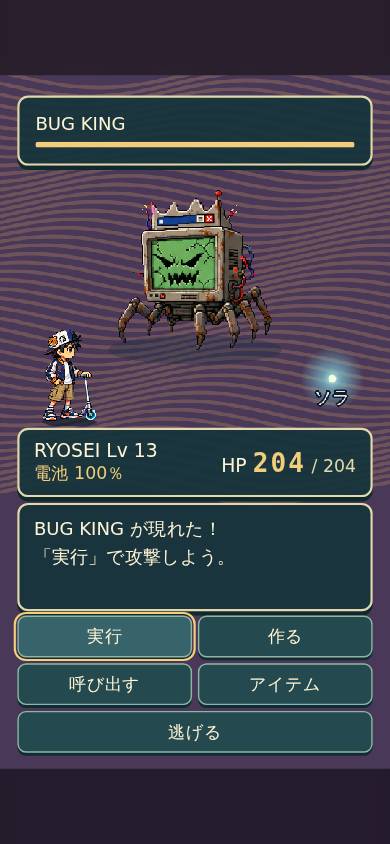 BUG KING
ソラ
RYOSEI Lv 13
電池 100％
HP 204 / 204
BUG KING が現れた！
「実行」で攻撃しよう。
実行
作る
呼び出す
アイテム
逃げる